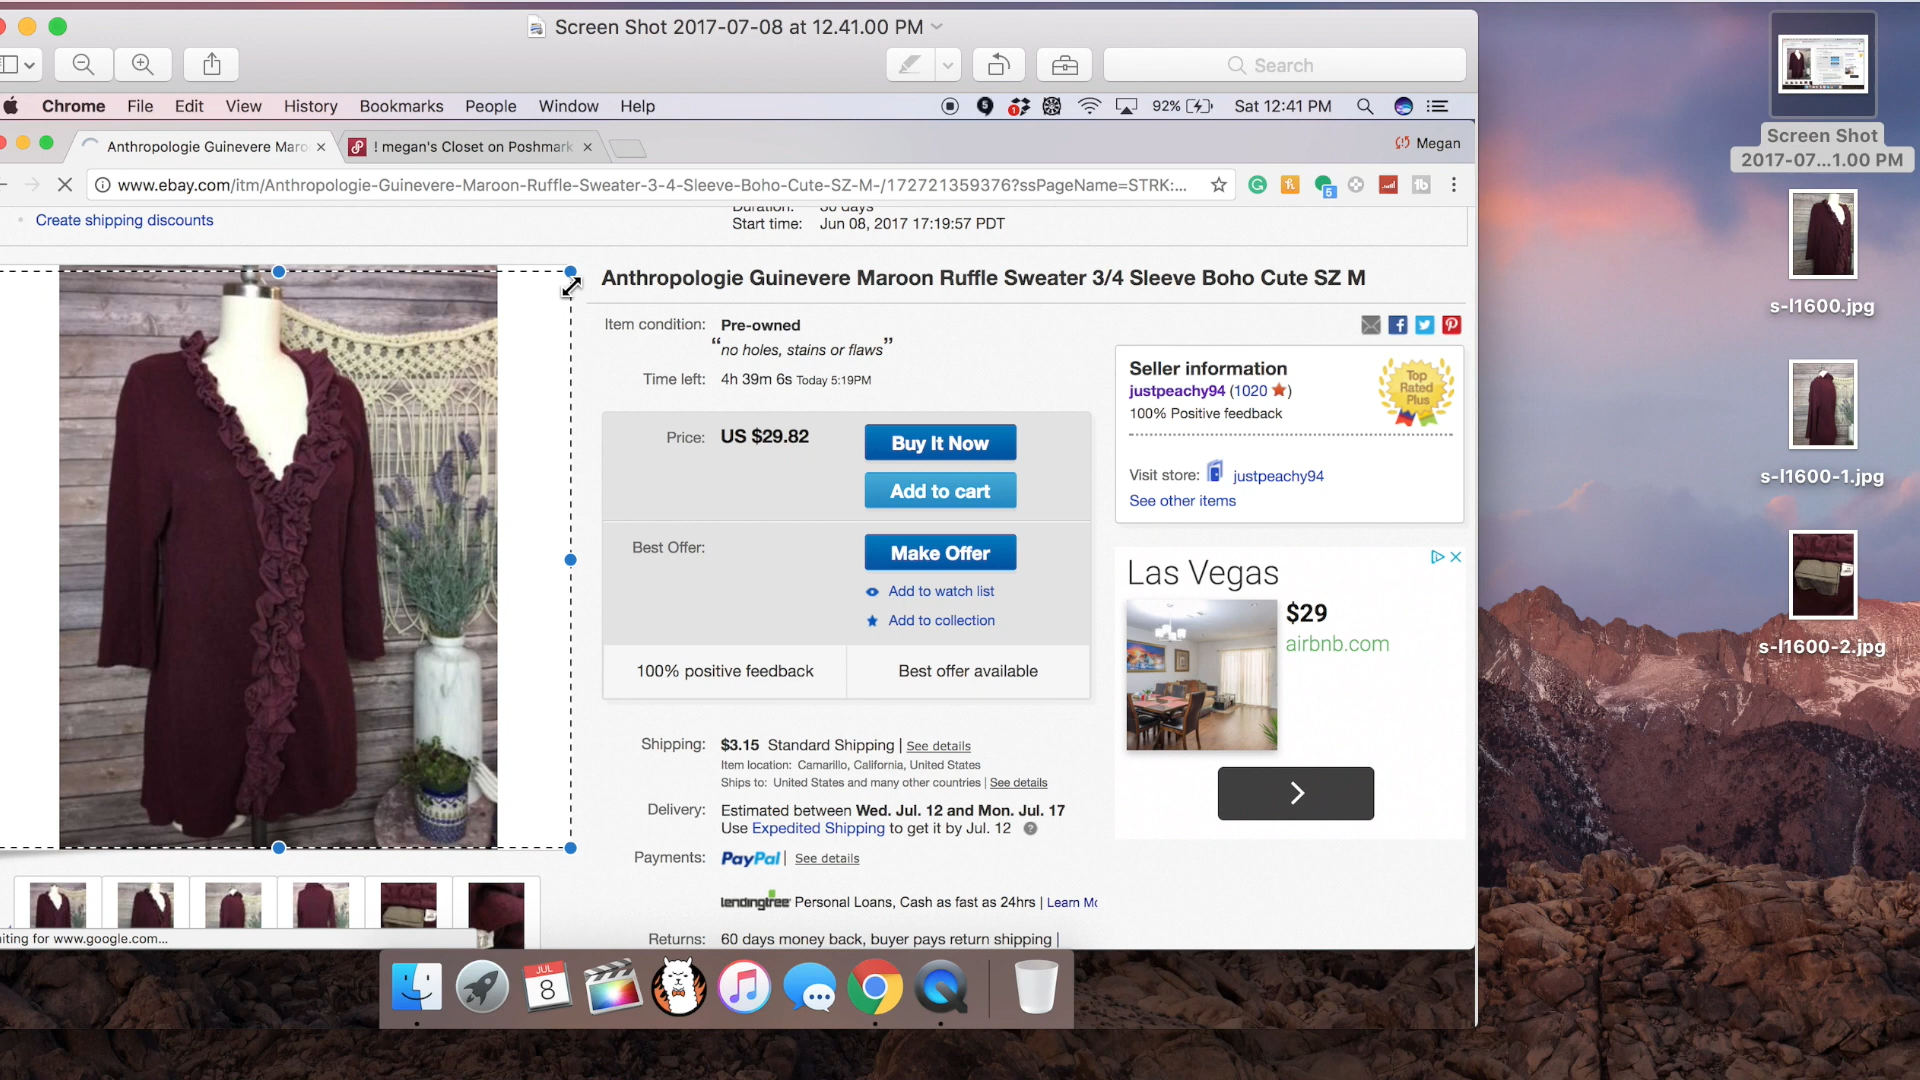 Screen Shot 2017-07-08 at 12.41.00 PM
Search
Chrome File Edit View History Bookmarks People Window Help
92% Sat 12:41 PM
Anthropologie Guinevere Maro
! megan's Closet on Poshmark
Megan
www.ebay.com/itm/Anthropologie-Guinevere-Maroon-Ruffle-Sweater-3-4-Sleeve-Boho-Cute-SZ-M-/172721359376?ssPageName=STRK:...
Create shipping discounts
Duration: 30 days
Start time: Jun 08, 2017 17:19:57 PDT
Anthropologie Guinevere Maroon Ruffle Sweater 3/4 Sleeve Boho Cute SZ M
Item condition: Pre-owned
“no holes, stains or flaws”
Time left: 4h 39m 6s Today 5:19PM
Price: US $29.82
Buy It Now
Add to cart
Best Offer:
Make Offer
Add to watch list
Add to collection
100% positive feedback
Best offer available
Shipping: $3.15 Standard Shipping | See details
Item location: Camarillo, California, United States
Ships to: United States and many other countries | See details
Delivery: Estimated between Wed. Jul. 12 and Mon. Jul. 17
Use Expedited Shipping to get it by Jul. 12
Payments: PayPal | See details
lendingtree Personal Loans, Cash as fast as 24hrs | Learn Mo
Returns: 60 days money back, buyer pays return shipping |
Seller information
justpeachy94 (1020)
100% Positive feedback
Top Rated Plus
Visit store: justpeachy94
See other items
Las Vegas
$29
airbnb.com
iting for www.google.com...
JUL
8
Screen Shot
2017-07...1.00 PM
s-l1600.jpg
s-l1600-1.jpg
s-l1600-2.jpg